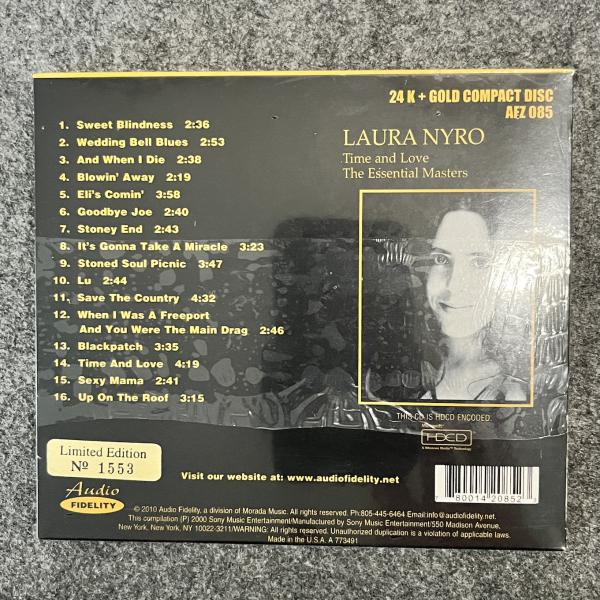 24 K + GOLD COMPACT DISC
AFZ 085
LAURA NYRO
Time and Love
The Essential Masters
1. Sweet Blindness 2:36
2. Wedding Bell Blues 2:53
3. And When I Die 2:38
4. Blowin' Away 2:19
5. Eli's Comin' 3:58
6. Goodbye Joe 2:40
7. Stoney End 2:43
8. It's Gonna Take A Miracle 3:23
9. Stoned Soul Picnic 3:47
10. Lu 2:44
11. Save The Country 4:32
12. When I Was A Freeport
And You Were The Main Drag 2:46
13. Blackpatch 3:35
14. Time And Love 4:19
15. Sexy Mama 2:41
16. Up On The Roof 3:15
THIS CD IS HDCD ENCODED.
HDCD
Limited Edition
No 1553
Audio
FIDELITY
Visit our website at: www.audiofidelity.net
7 80014 20852 3
© 2010 Audio Fidelity, a division of Morada Music. All rights reserved. Ph:805-445-6464 Email:info@audiofidelity.net.
This compilation (P) 2000 Sony Music Entertainment/Manufactured by Sony Music Entertainment/550 Madison Avenue,
New York, New York, NY 10022-3211/WARNING: All rights reserved. Unauthorized duplication is a violation of applicable laws.
Made in the U.S.A. A 773491